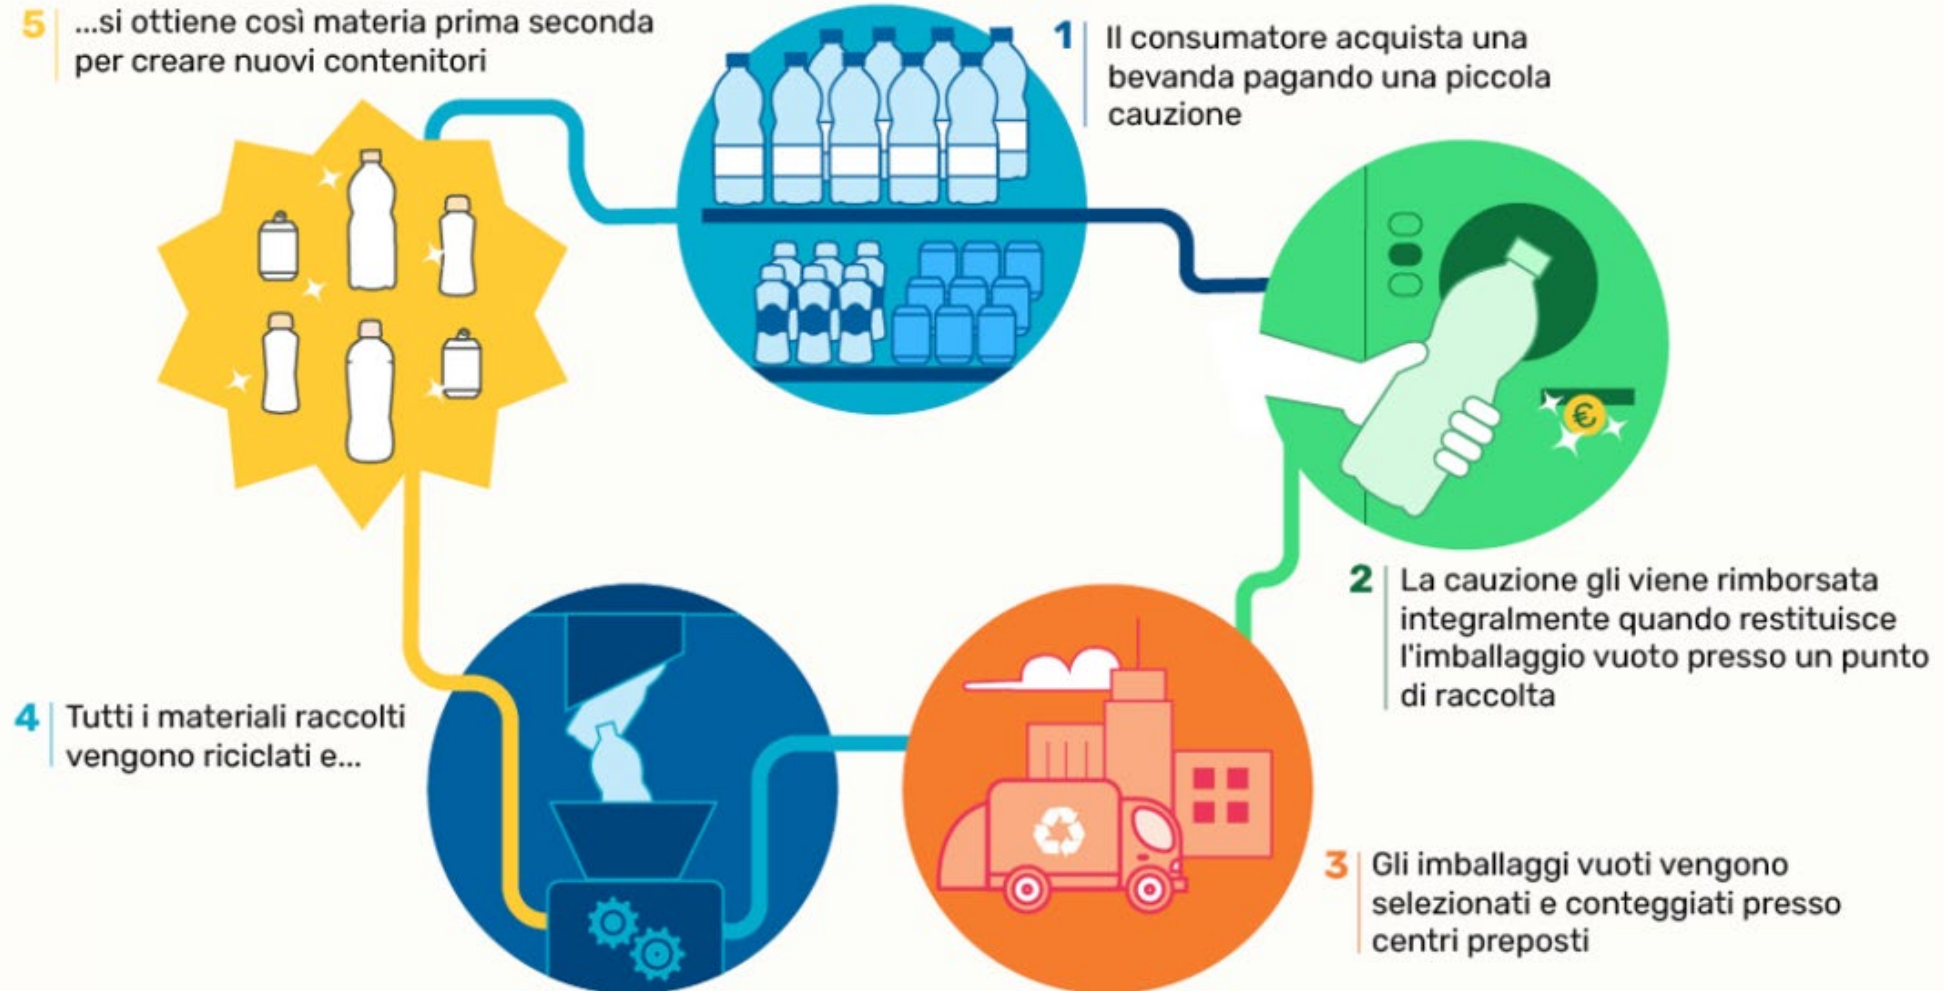 1
Il consumatore acquista una
bevanda pagando una piccola
cauzione
€
2
La cauzione gli viene rimborsata
integralmente quando restituisce
l'imballaggio vuoto presso un punto
di raccolta
3
Gli imballaggi vuoti vengono
selezionati e conteggiati presso
centri preposti
4
Tutti i materiali raccolti
vengono riciclati e...
5
...si ottiene così materia prima seconda
per creare nuovi contenitori